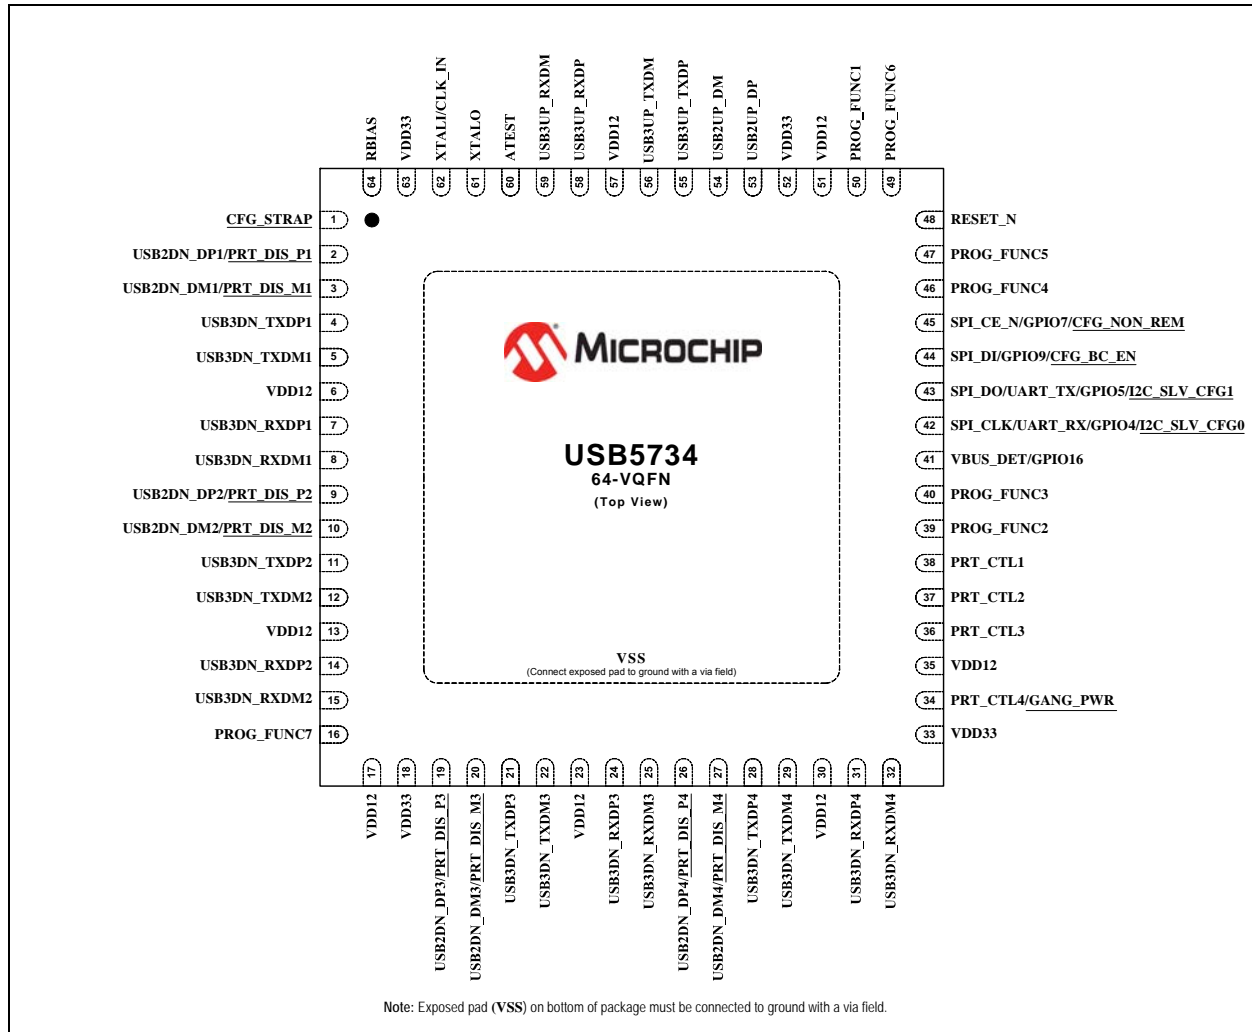 RBIAS
VDD33
XTALI/CLK_IN
XTALO
ATEST
USB3UP_RXDM
USB3UP_RXDP
VDD12
USB3UP_TXDM
USB3UP_TXDP
USB2UP_DM
USB2UP_DP
VDD33
VDD12
PROG_FUNC1
PROG_FUNC6
64
63
62
61
60
59
58
57
56
55
54
53
52
51
50
49
CFG_STRAP 1
USB2DN_DP1/PRT_DIS_P1 2
USB2DN_DM1/PRT_DIS_M1 3
USB3DN_TXDP1 4
USB3DN_TXDM1 5
VDD12 6
USB3DN_RXDP1 7
USB3DN_RXDM1 8
USB2DN_DP2/PRT_DIS_P2 9
USB2DN_DM2/PRT_DIS_M2 10
USB3DN_TXDP2 11
USB3DN_TXDM2 12
VDD12 13
USB3DN_RXDP2 14
USB3DN_RXDM2 15
PROG_FUNC7 16
MICROCHIP
USB5734
64-VQFN
(Top View)
VSS
(Connect exposed pad to ground with a via field)
48 RESET_N
47 PROG_FUNC5
46 PROG_FUNC4
45 SPI_CE_N/GPIO7/CFG_NON_REM
44 SPI_DI/GPIO9/CFG_BC_EN
43 SPI_DO/UART_TX/GPIO5/I2C_SLV_CFG1
42 SPI_CLK/UART_RX/GPIO4/I2C_SLV_CFG0
41 VBUS_DET/GPIO16
40 PROG_FUNC3
39 PROG_FUNC2
38 PRT_CTL1
37 PRT_CTL2
36 PRT_CTL3
35 VDD12
34 PRT_CTL4/GANG_PWR
33 VDD33
17
18
19
20
21
22
23
24
25
26
27
28
29
30
31
32
VDD12
VDD33
USB2DN_DP3/PRT_DIS_P3
USB2DN_DM3/PRT_DIS_M3
USB3DN_TXDP3
USB3DN_TXDM3
VDD12
USB3DN_RXDP3
USB3DN_RXDM3
USB2DN_DP4/PRT_DIS_P4
USB2DN_DM4/PRT_DIS_M4
USB3DN_TXDP4
USB3DN_TXDM4
VDD12
USB3DN_RXDP4
USB3DN_RXDM4
Note: Exposed pad (VSS) on bottom of package must be connected to ground with a via field.